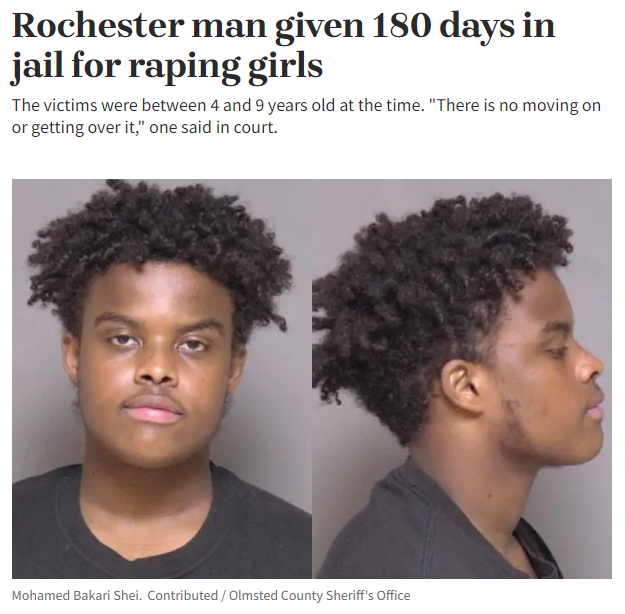 Rochester man given 180 days in
jail for raping girls
The victims were between 4 and 9 years old at the time. "There is no moving on
or getting over it," one said in court.
Mohamed Bakari Shei. Contributed / Olmsted County Sheriff's Office